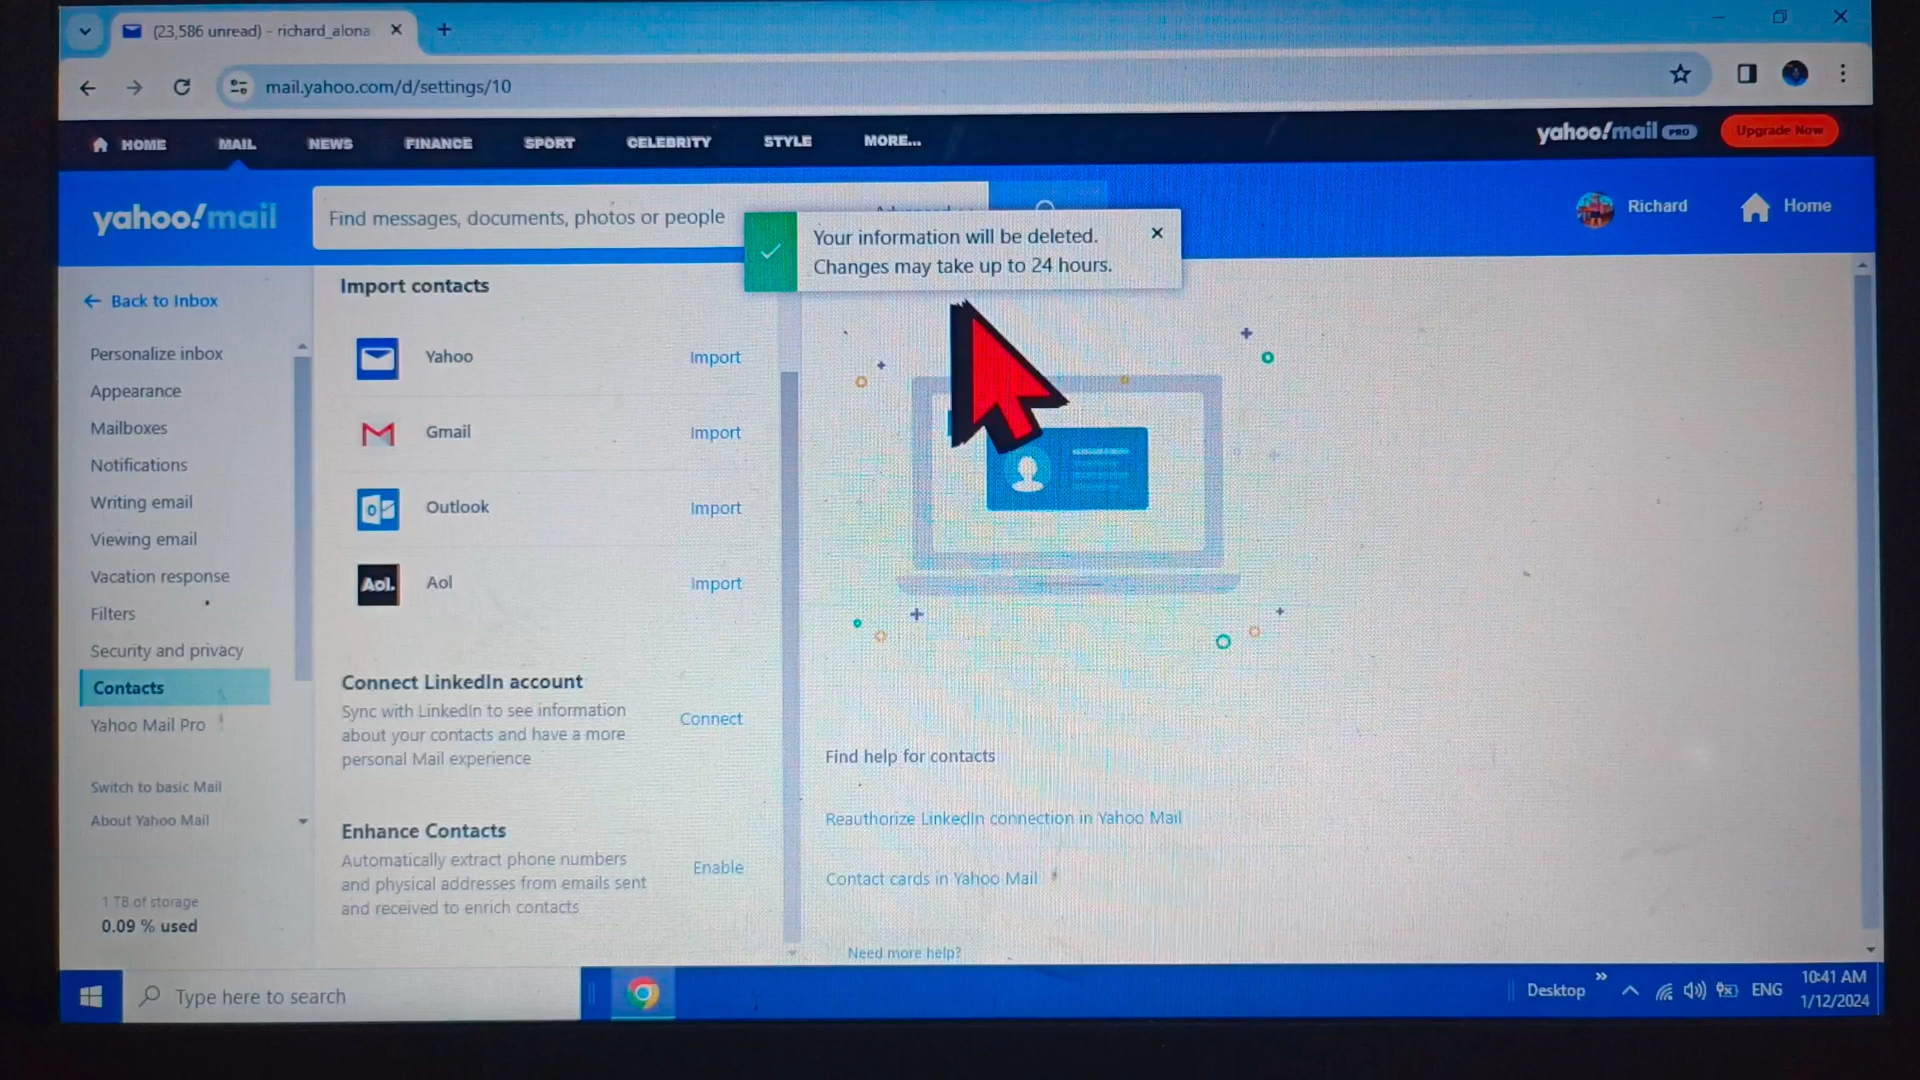 (23,586 unread) - richard_alona
mail.yahoo.com/d/settings/10
HOME MAIL NEWS FINANCE SPORT CELEBRITY STYLE MORE...
yahoo!mail PRO Upgrade Now
yahoo!mail
Find messages, documents, photos or people
Richard
Home
Your information will be deleted.
Changes may take up to 24 hours.
Back to Inbox
Personalize inbox
Appearance
Mailboxes
Notifications
Writing email
Viewing email
Vacation response
Filters
Security and privacy
Contacts
Yahoo Mail Pro
Switch to basic Mail
About Yahoo Mail
1 TB of storage
0.09 % used
Import contacts
Yahoo Import
Gmail Import
Outlook Import
Aol. Aol Import
Connect LinkedIn account
Sync with LinkedIn to see information
about your contacts and have a more
personal Mail experience
Connect
Enhance Contacts
Automatically extract phone numbers
and physical addresses from emails sent
and received to enrich contacts
Enable
Find help for contacts
Reauthorize LinkedIn connection in Yahoo Mail
Contact cards in Yahoo Mail
Need more help?
Type here to search
Desktop
ENG
10:41 AM
1/12/2024